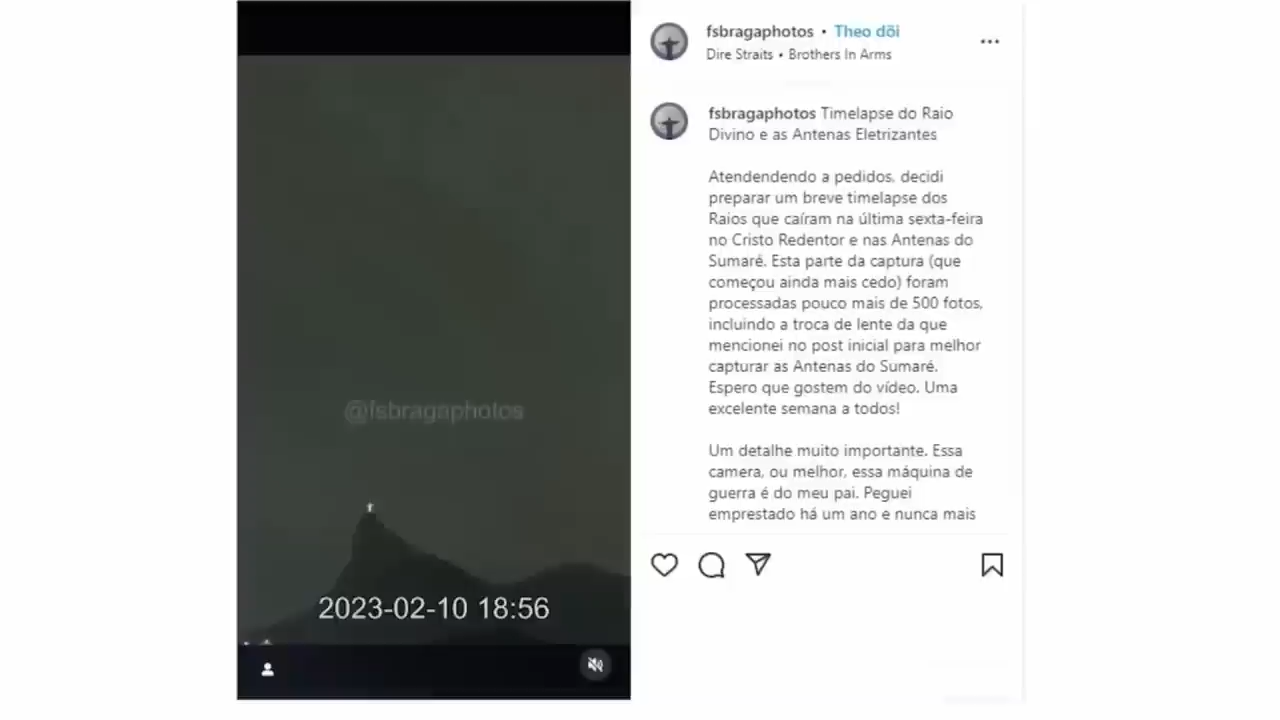 fsbragaphotos • Theo dõi
Dire Straits • Brothers In Arms
fsbragaphotos Timelapse do Raio
Divino e as Antenas Eletrizantes
Atendendendo a pedidos, decidi
preparar um breve timelapse dos
Raios que caíram na última sexta-feira
no Cristo Redentor e nas Antenas do
Sumaré. Esta parte da captura (que
começou ainda mais cedo) foram
processadas pouco mais de 500 fotos,
incluindo a troca de lente da que
mencionei no post inicial para melhor
capturar as Antenas do Sumaré.
Espero que gostem do vídeo. Uma
excelente semana a todos!
Um detalhe muito importante. Essa
camera, ou melhor, essa máquina de
guerra é do meu pai. Peguei
emprestado há um ano e nunca mais
@fsbragaphotos
2023-02-10 18:56